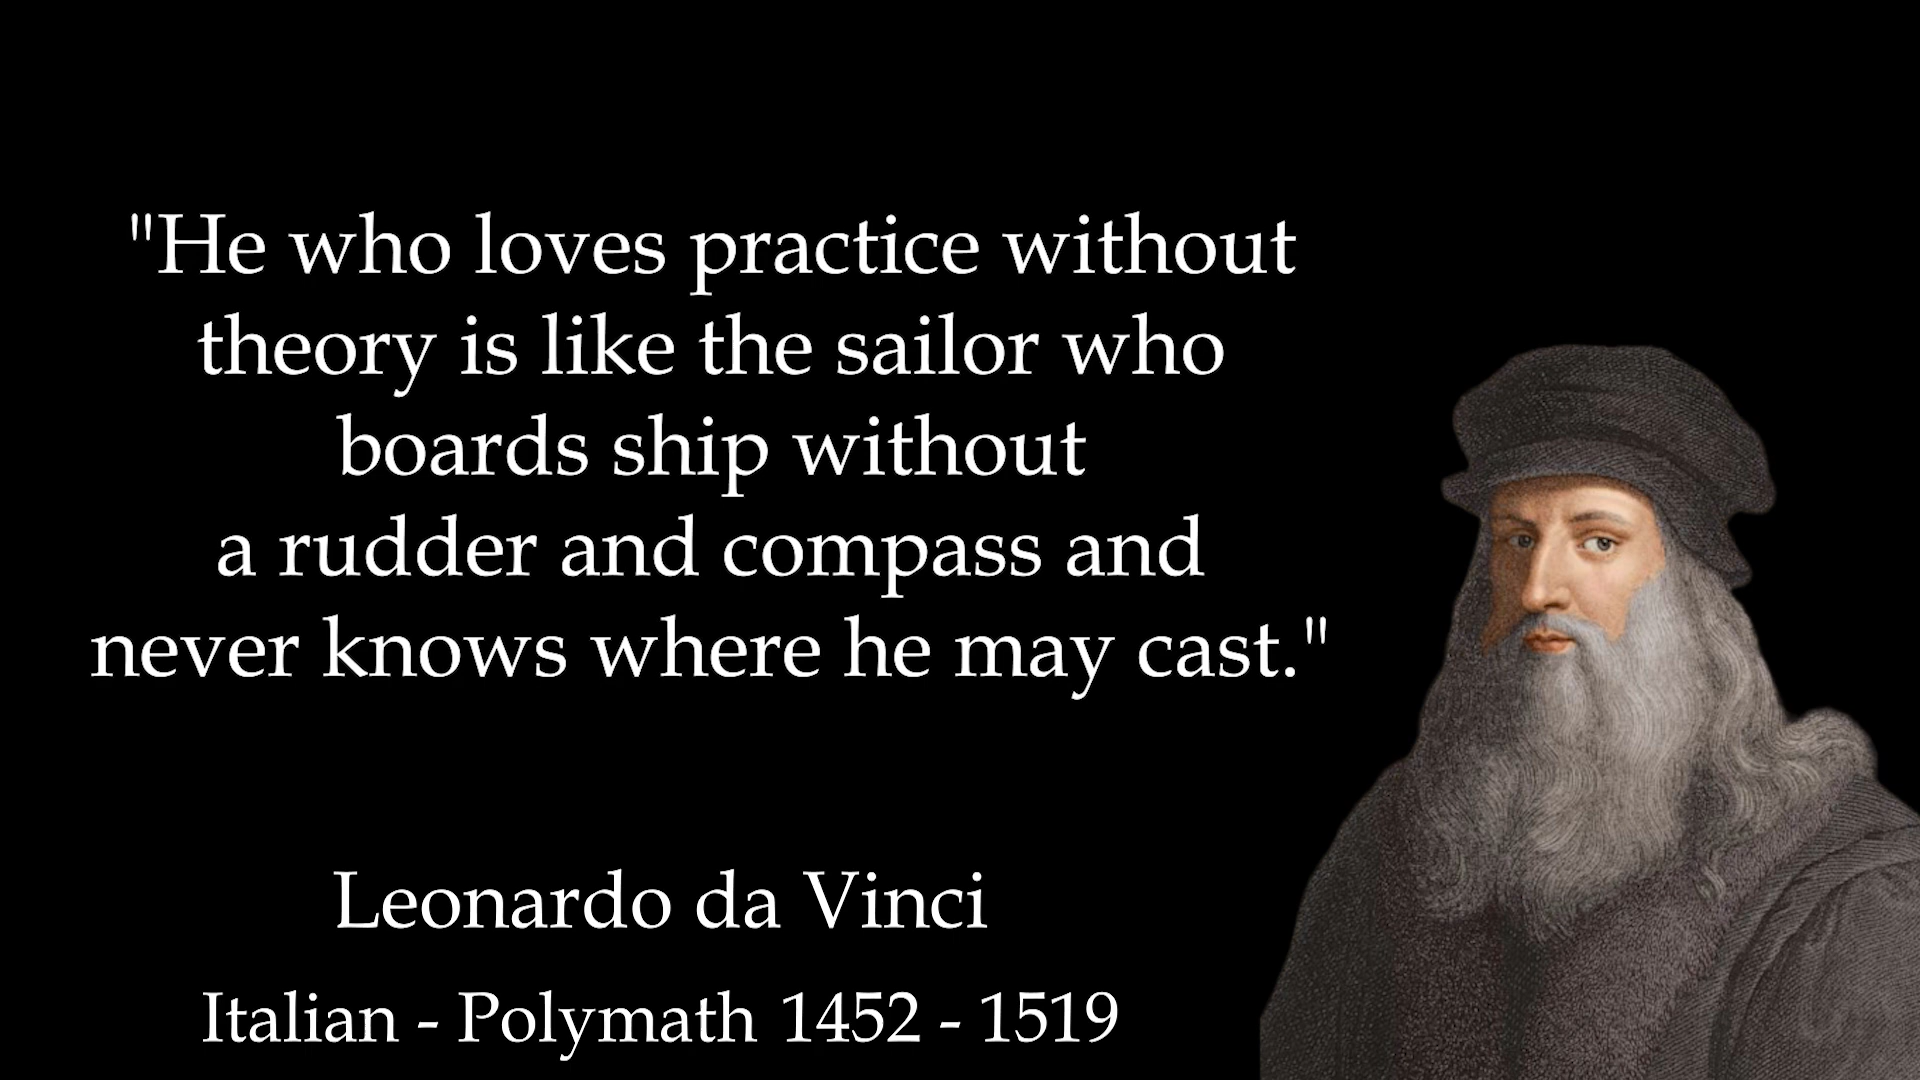 "He who loves practice without
theory is like the sailor who
boards ship without
a rudder and compass and
never knows where he may cast."
Leonardo da Vinci
Italian - Polymath 1452 - 1519